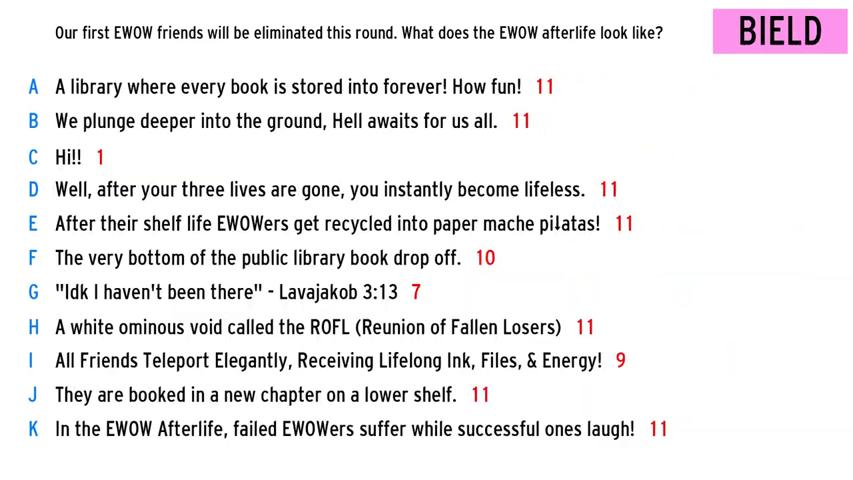 Our first EWOW friends will be eliminated this round. What does the EWOW afterlife look like?
BIELD
A A library where every book is stored into forever! How fun! 11
B We plunge deeper into the ground, Hell awaits for us all. 11
C Hi!! 1
D Well, after your three lives are gone, you instantly become lifeless. 11
E After their shelf life EWOWers get recycled into paper mache piɫatas! 11
F The very bottom of the public library book drop off. 10
G "Idk I haven't been there" - Lavajakob 3:13 7
H A white ominous void called the ROFL (Reunion of Fallen Losers) 11
I All Friends Teleport Elegantly, Receiving Lifelong Ink, Files, & Energy! 9
J They are booked in a new chapter on a lower shelf. 11
K In the EWOW Afterlife, failed EWOWers suffer while successful ones laugh! 11